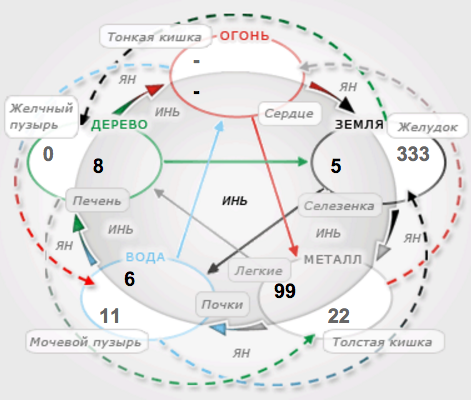 Тонкая кишка ОГОНЬ
-
-
ЯН ЯН
ИНЬ
Сердце
Желчный
пузырь
ДЕРЕВО ЗЕМЛЯ Желудок
0 333
8 5
Печень ИНЬ Селезенка
ЯН ИНЬ ИНЬ ЯН
ВОДА Легкие МЕТАЛЛ
6 99
Почки
11 22
Мочевой пузырь Толстая кишка
ЯН